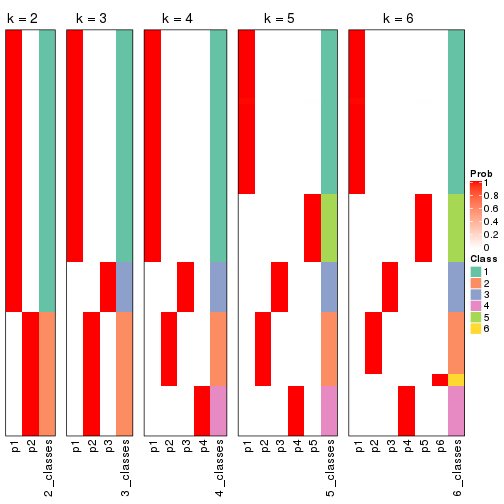 k = 2
k = 3
k = 4
k = 5
k = 6
Prob
1
0.8
0.6
0.4
0.2
0
Class
1
2
3
4
5
6
p1
p2
2_classes
p1
p2
p3
3_classes
p1
p2
p3
p4
4_classes
p1
p2
p3
p4
p5
5_classes
p1
p2
p3
p4
p5
p6
6_classes